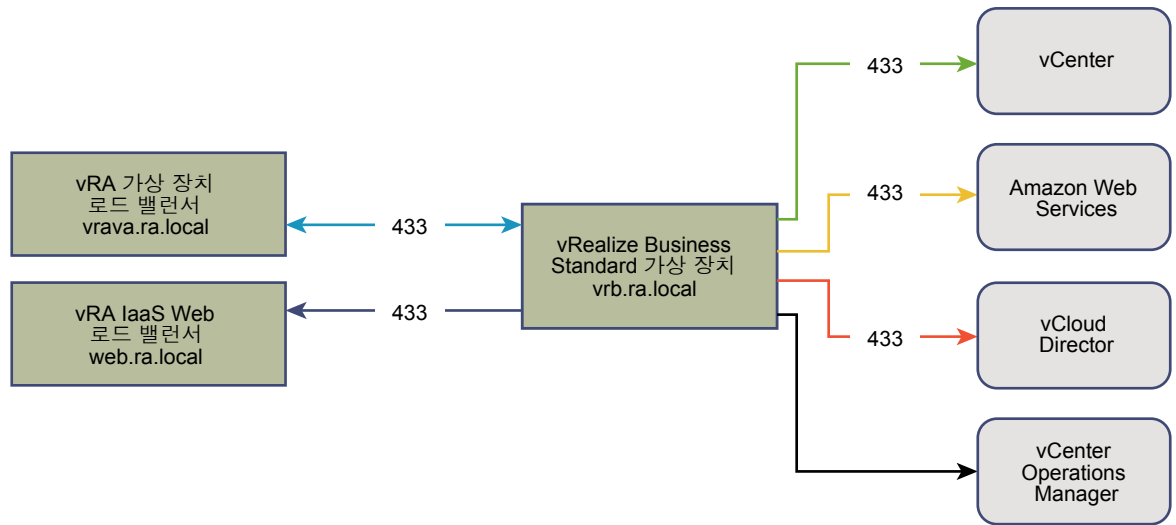 vRA 가상 장치
로드 밸런서
vrava.ra.local
433
vRA IaaS Web
로드 밸런서
web.ra.local
433
vRealize Business
Standard 가상 장치
vrb.ra.local
433
vCenter
433
Amazon Web
Services
433
vCloud
Director
vCenter
Operations
Manager